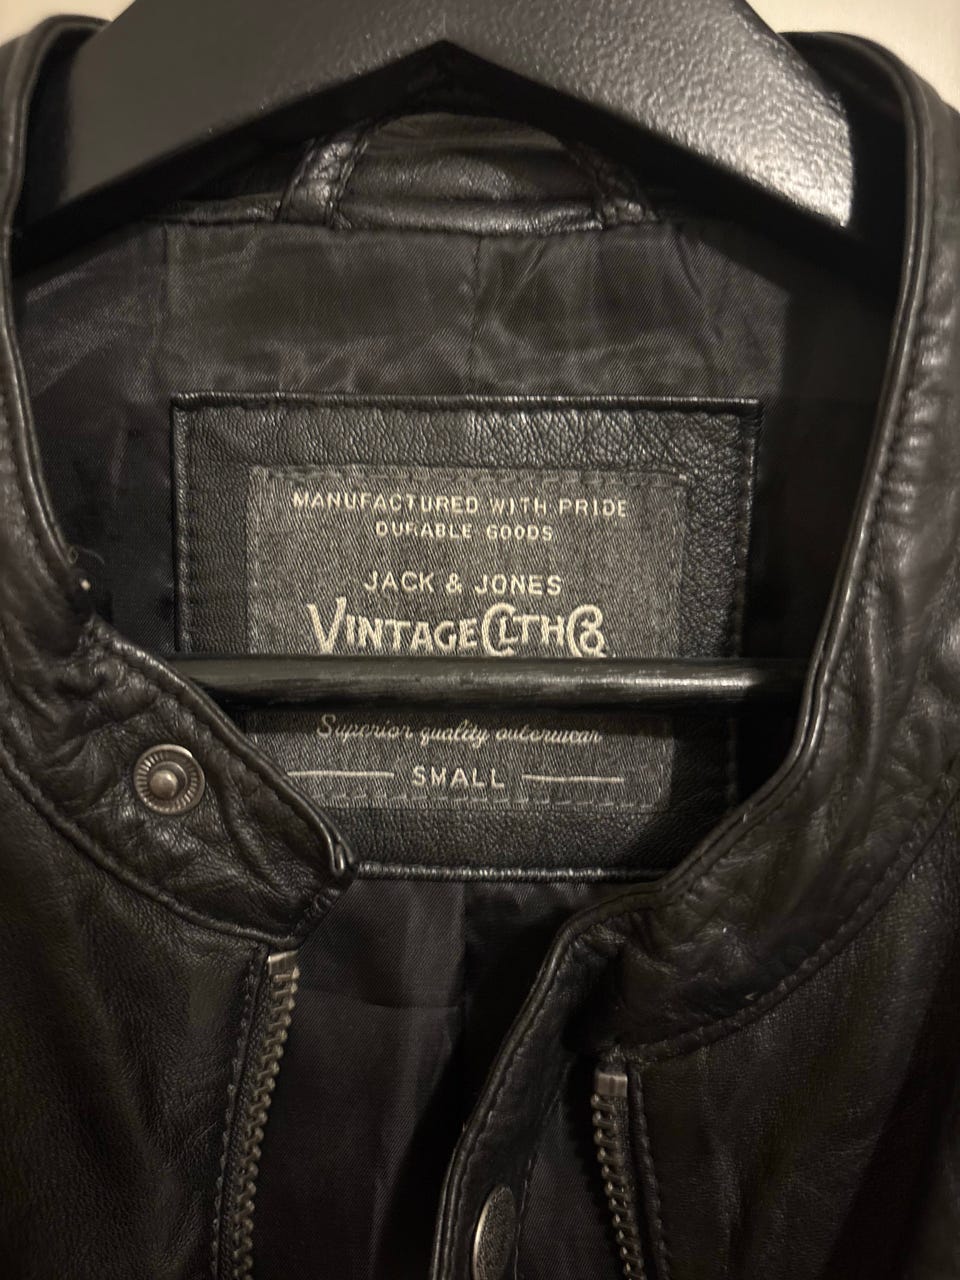 MANUFACTURED WITH PRIDE
DURABLE GOODS
JACK & JONES
VINTAGE CLTH Co
Superior quality outerwear
SMALL